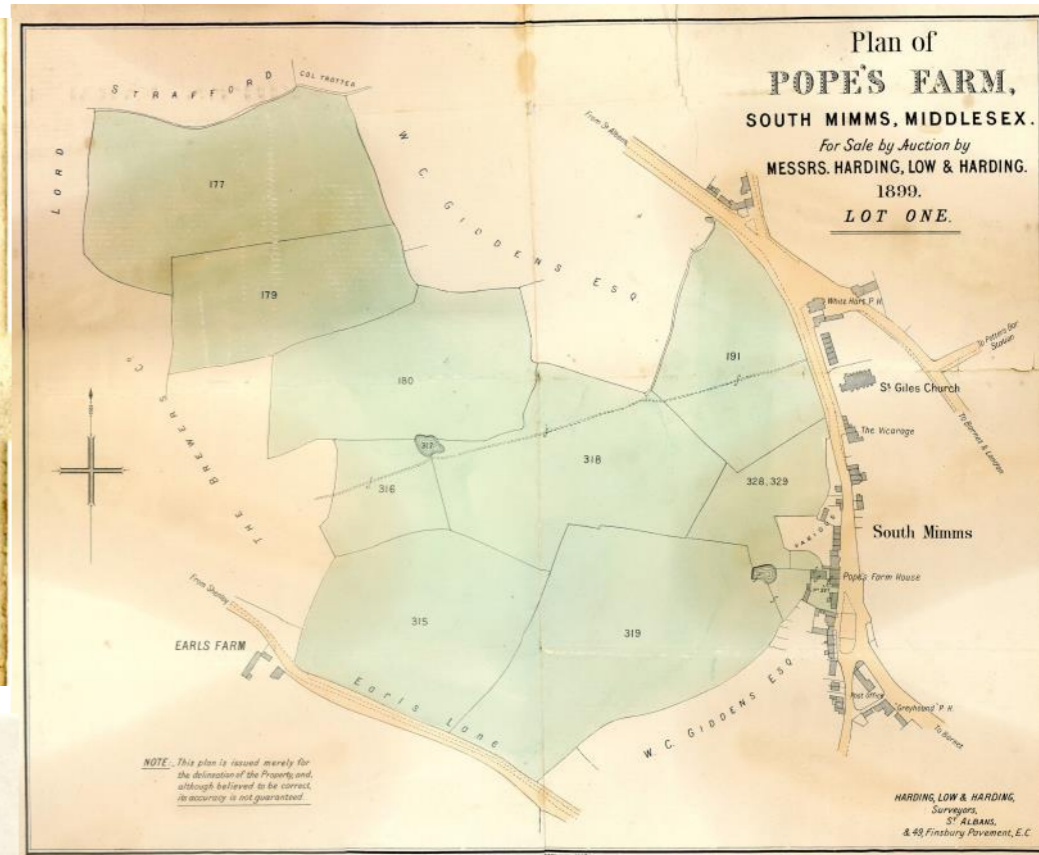 Plan of
POPE'S FARM,
SOUTH MIMMS, MIDDLESEX.
For Sale by Auction by
MESSRS. HARDING, LOW & HARDING.
1899.
LOT ONE.
STRAFFORD
COL TROTTER
LORD
W. C. GIDDENS ESQ.
From St Albans
177
179
180
191
White Hart P.H.
To Potters Bar
Station
St Giles Church
To Barnet & London
The Vicarage
THE BREWERS Co
317
316
318
328, 329
South Mimms
Pope's Farm House
From Shenley
EARLS FARM
315
319
Earls Lane
W. C. GIDDENS ESQ.
Post Office
"Greyhound" P.H.
To Barnet
NOTE:- This plan is issued merely for
the delineation of the Property, and,
although believed to be correct,
its accuracy is not guaranteed.
HARDING, LOW & HARDING,
Surveyors,
St ALBANS,
& 49, Finsbury Pavement, E.C.